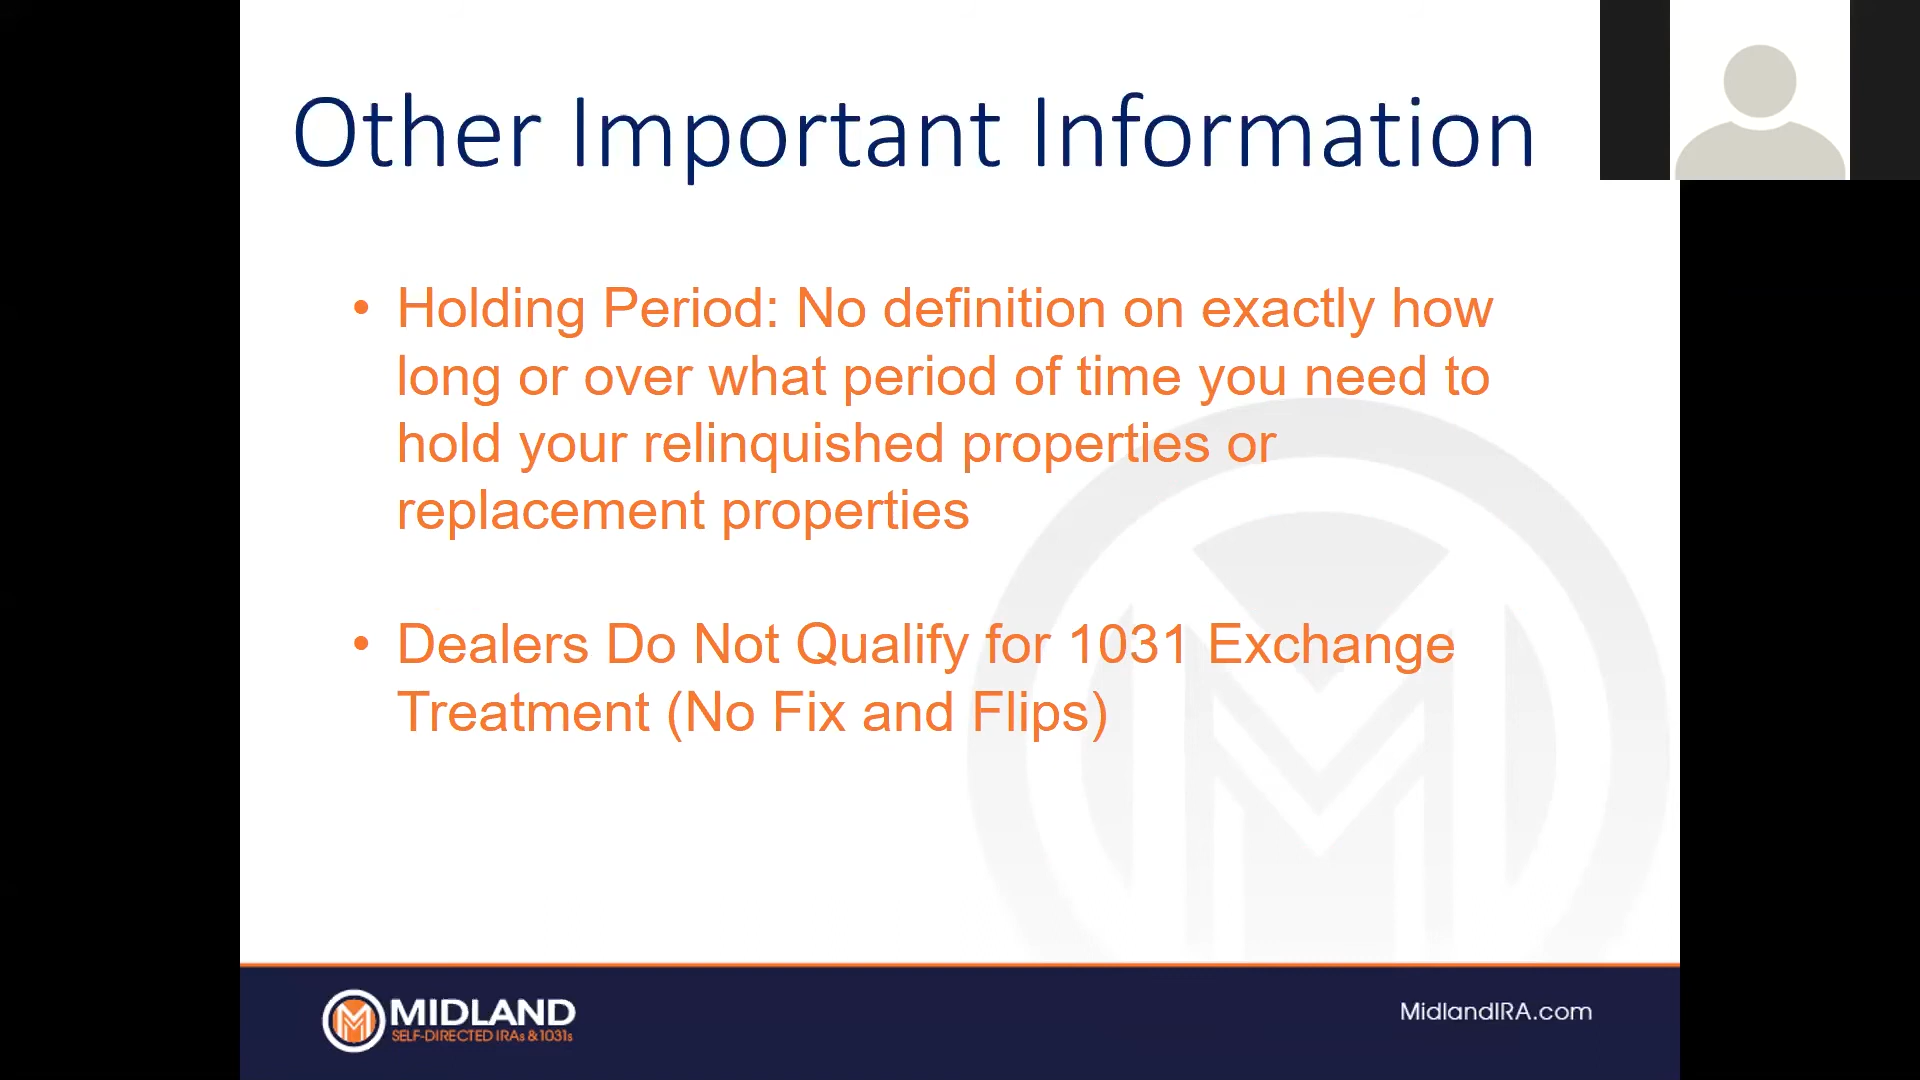 Other Important Information
• Holding Period: No definition on exactly how
long or over what period of time you need to
hold your relinquished properties or
replacement properties
• Dealers Do Not Qualify for 1031 Exchange
Treatment (No Fix and Flips)
MIDLAND
SELF-DIRECTED IRAs & 1031s
MidlandIRA.com